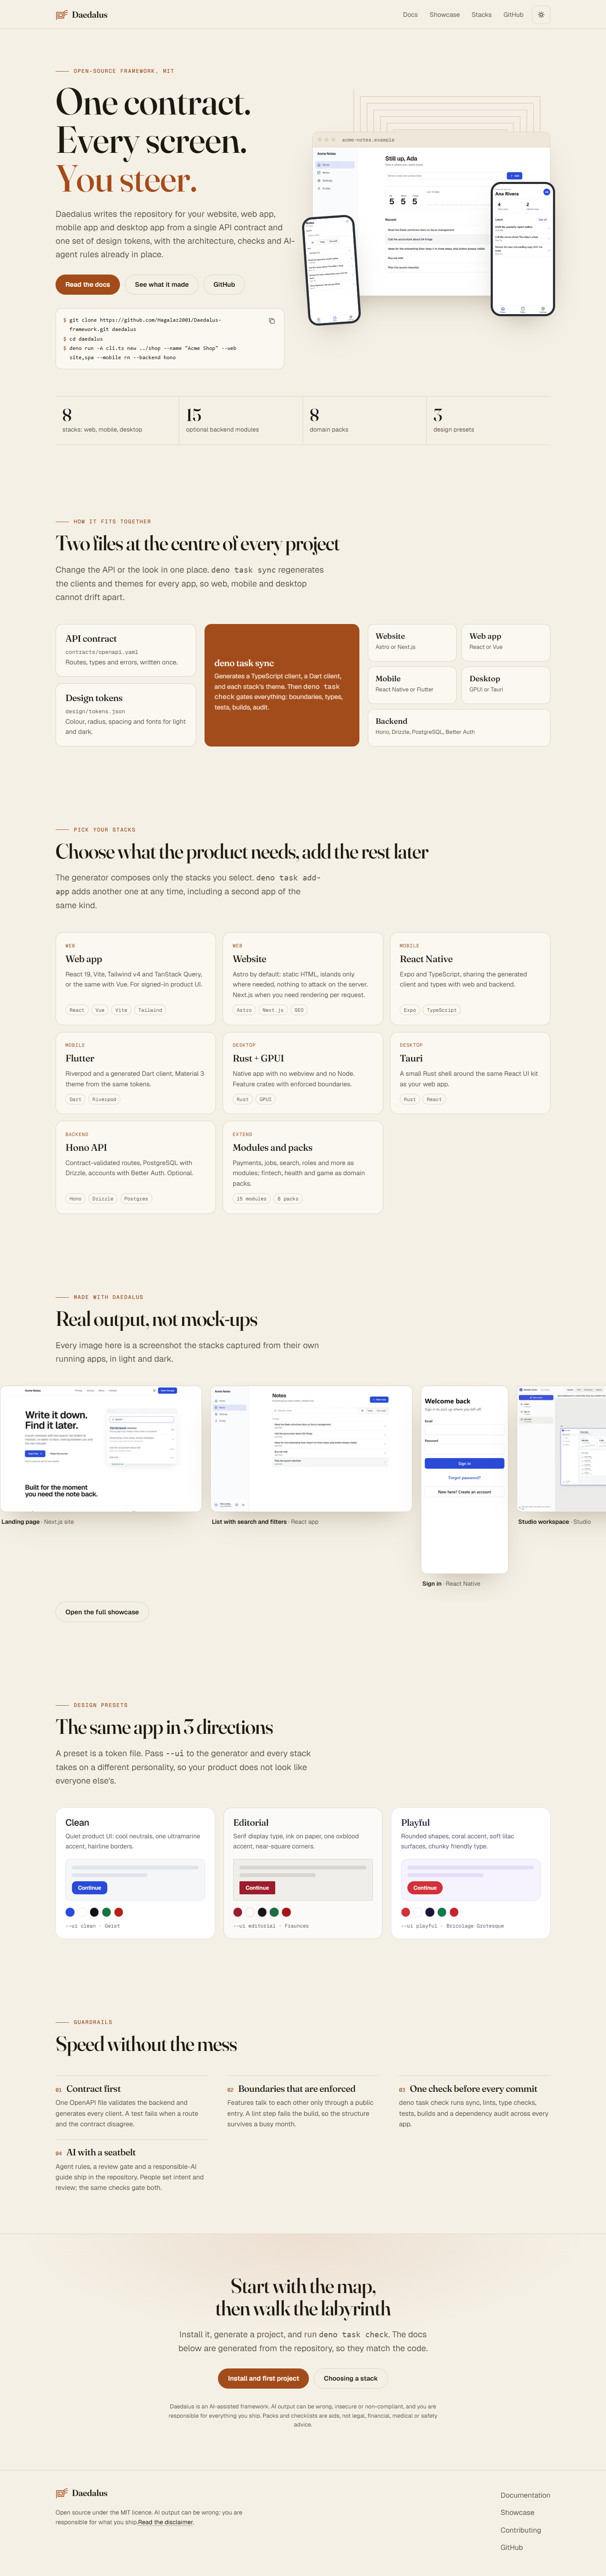 Daedalus
Docs Showcase Stacks GitHub
OPEN-SOURCE FRAMEWORK, MIT
One contract.
Every screen.
You steer.
Daedalus writes the repository for your website, web app,
mobile app and desktop app from a single API contract and
one set of design tokens, with the architecture, checks and AI-
agent rules already in place.
Read the docs
See what it made
GitHub
$ git clone https://github.com/Hagalaz2001/Daedalus-
framework.git daedalus
$ cd daedalus
$ deno run -A cli.ts new ../shop --name "Acme Shop" --web
site,spa --mobile rn --backend hono
acme-notes.example
Acme Notes
Still up, Ada
5 5 5
Recent
Ana Rivera
8
stacks: web, mobile, desktop
15
optional backend modules
8
domain packs
3
design presets
HOW IT FITS TOGETHER
Two files at the centre of every project
Change the API or the look in one place. deno task sync regenerates
the clients and themes for every app, so web, mobile and desktop
cannot drift apart.
API contract
contracts/openapi.yaml
Routes, types and errors, written once.
Design tokens
design/tokens.json
Colour, radius, spacing and fonts for light
and dark.
deno task sync
Generates a TypeScript client, a Dart client,
and each stack's theme. Then deno task
check gates everything: boundaries, types,
tests, builds, audit.
Website
Astro or Next.js
Web app
React or Vue
Mobile
React Native or Flutter
Desktop
GPUI or Tauri
Backend
Hono, Drizzle, PostgreSQL, Better Auth
PICK YOUR STACKS
Choose what the product needs, add the rest later
The generator composes only the stacks you select. deno task add-
app adds another one at any time, including a second app of the
same kind.
WEB
Web app
React 19, Vite, Tailwind v4 and TanStack Query,
or the same with Vue. For signed-in product UI.
React Vue Vite Tailwind
WEB
Website
Astro by default: static HTML, islands only
where needed, nothing to attack on the server.
Next.js when you need rendering per request.
Astro Next.js SEO
MOBILE
React Native
Expo and TypeScript, sharing the generated
client and types with web and backend.
Expo TypeScript
MOBILE
Flutter
Riverpod and a generated Dart client, Material 3
theme from the same tokens.
Dart Riverpod
DESKTOP
Rust + GPUI
Native app with no webview and no Node.
Feature crates with enforced boundaries.
Rust GPUI
DESKTOP
Tauri
A small Rust shell around the same React UI kit
as your web app.
Rust React
BACKEND
Hono API
Contract-validated routes, PostgreSQL with
Drizzle, accounts with Better Auth. Optional.
Hono Drizzle Postgres
EXTEND
Modules and packs
Payments, jobs, search, roles and more as
modules; fintech, health and game as domain
packs.
15 modules 8 packs
MADE WITH DAEDALUS
Real output, not mock-ups
Every image here is a screenshot the stacks captured from their own
running apps, in light and dark.
Write it down.
Find it later.
Built for the moment
you need the note back.
Landing page · Next.js site
Notes
List with search and filters · React app
Welcome back
Email
Password
Sign in
Forgot password?
New here? Create an account
Sign in · React Native
Studio workspace · Studio
Open the full showcase
DESIGN PRESETS
The same app in 3 directions
A preset is a token file. Pass --ui to the generator and every stack
takes on a different personality, so your product does not look like
everyone else's.
Clean
Quiet product UI: cool neutrals, one ultramarine
accent, hairline borders.
Continue
--ui clean · Geist
Editorial
Serif display type, ink on paper, one oxblood
accent, near-square corners.
Continue
--ui editorial · Fraunces
Playful
Rounded shapes, coral accent, soft lilac
surfaces, chunky friendly type.
Continue
--ui playful · Bricolage Grotesque
GUARDRAILS
Speed without the mess
01 Contract first
One OpenAPI file validates the backend and
generates every client. A test fails when a route
and the contract disagree.
02 Boundaries that are enforced
Features talk to each other only through a public
entry. A lint step fails the build, so the structure
survives a busy month.
03 One check before every commit
deno task check runs sync, lints, type checks,
tests, builds and a dependency audit across every
app.
04 AI with a seatbelt
Agent rules, a review gate and a responsible-AI
guide ship in the repository. People set intent and
review; the same checks gate both.
Start with the map,
then walk the labyrinth
Install it, generate a project, and run deno task check. The docs
below are generated from the repository, so they match the code.
Install and first project
Choosing a stack
Daedalus is an AI-assisted framework. AI output can be wrong, insecure or non-compliant, and you are
responsible for everything you ship. Packs and checklists are aids, not legal, financial, medical or safety
advice.
Daedalus
Open source under the MIT licence. AI output can be wrong: you are
responsible for what you ship.Read the disclaimer.
Documentation
Showcase
Contributing
GitHub